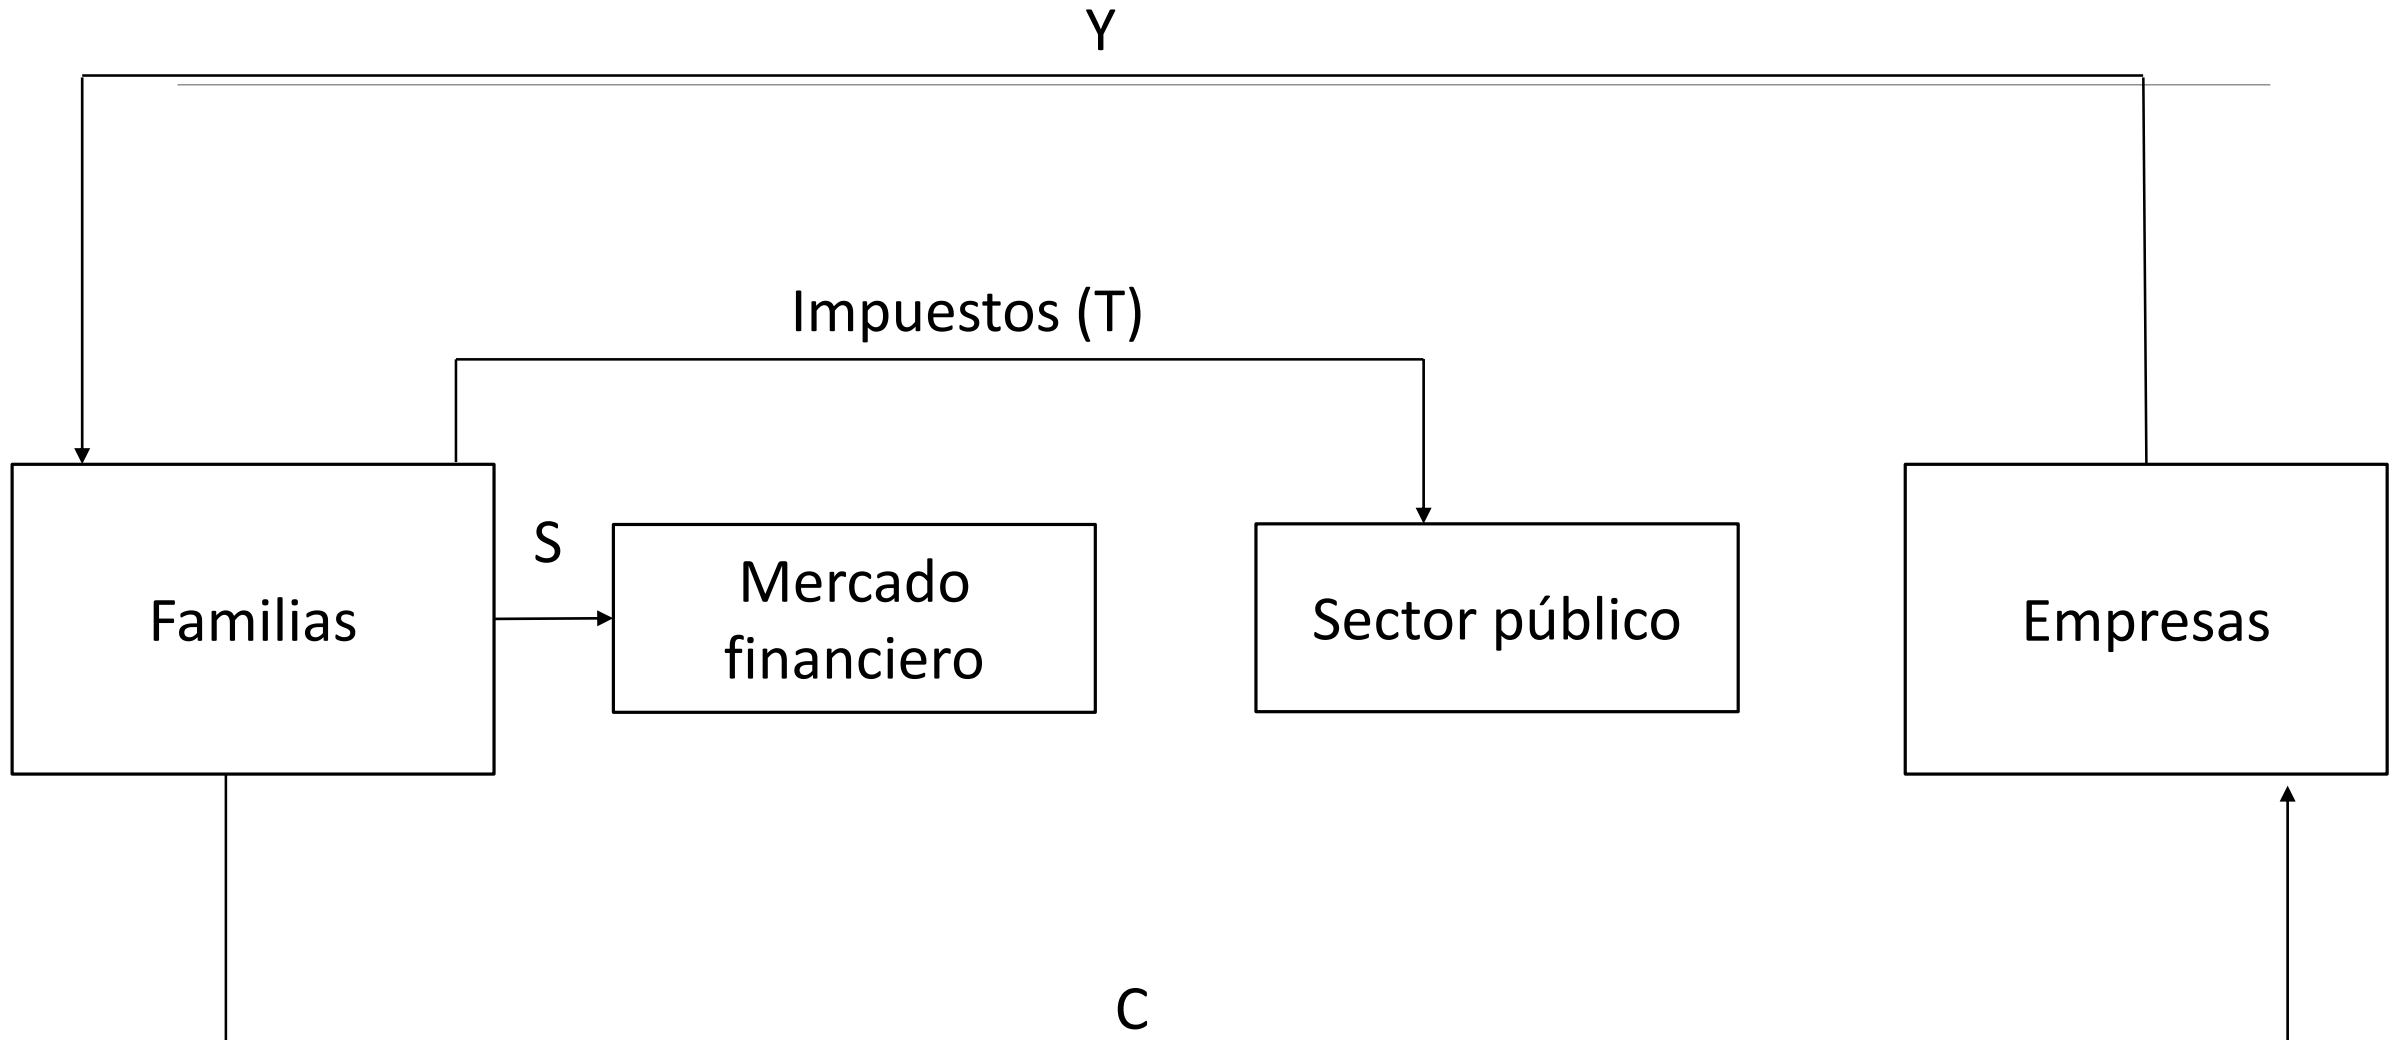 Y
Impuestos (T)
S
Familias
Mercado
financiero
Sector público
Empresas
C